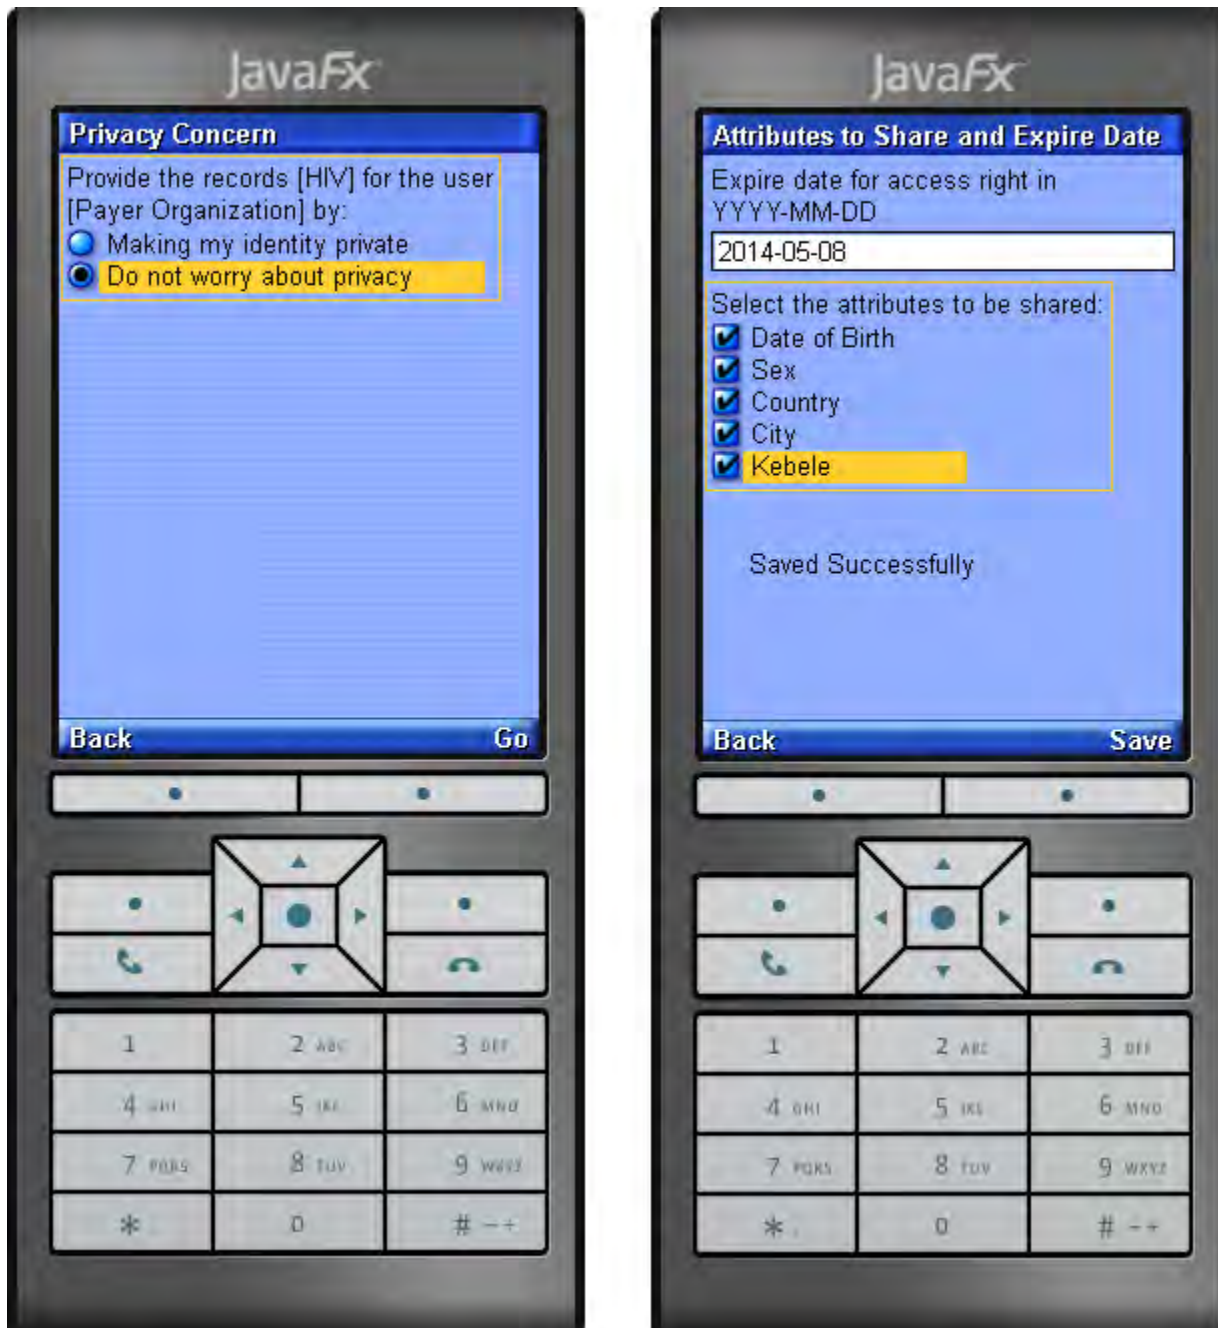 JavaFx
Privacy Concern
Provide the records [HIV] for the user
[Payer Organization] by:
Making my identity private
Do not worry about privacy
Back Go
1 2 ABC 3 DEF
4 GHI 5 JKL 6 MNO
7 PQRS 8 TUV 9 WXYZ
* 0 # -+
JavaFx
Attributes to Share and Expire Date
Expire date for access right in
YYYY-MM-DD
2014-05-08
Select the attributes to be shared:
Date of Birth
Sex
Country
City
Kebele
Saved Successfully
Back Save
1 2 ABC 3 DEF
4 GHI 5 JKL 6 MNO
7 PQRS 8 TUV 9 WXYZ
* 0 # -+